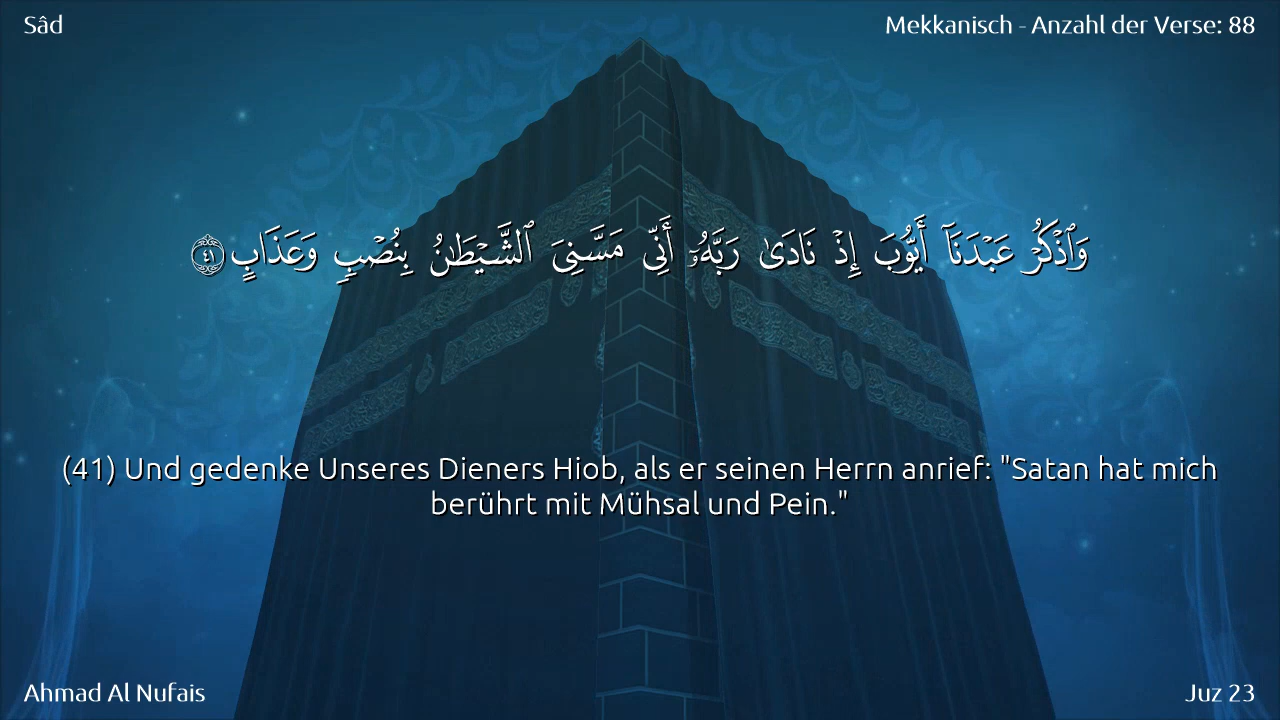 Sâd
Mekkanisch - Anzahl der Verse: 88
وَٱذْكُرْ عَبْدَنَآ أَيُّوبَ إِذْ نَادَىٰ رَبَّهُۥٓ أَنِّى مَسَّنِىَ ٱلشَّيْطَـٰنُ بِنُصْبٍ وَعَذَابٍ ﴿٤١﴾
(41) Und gedenke Unseres Dieners Hiob, als er seinen Herrn anrief: "Satan hat mich
berührt mit Mühsal und Pein."
Ahmad Al Nufais
Juz 23